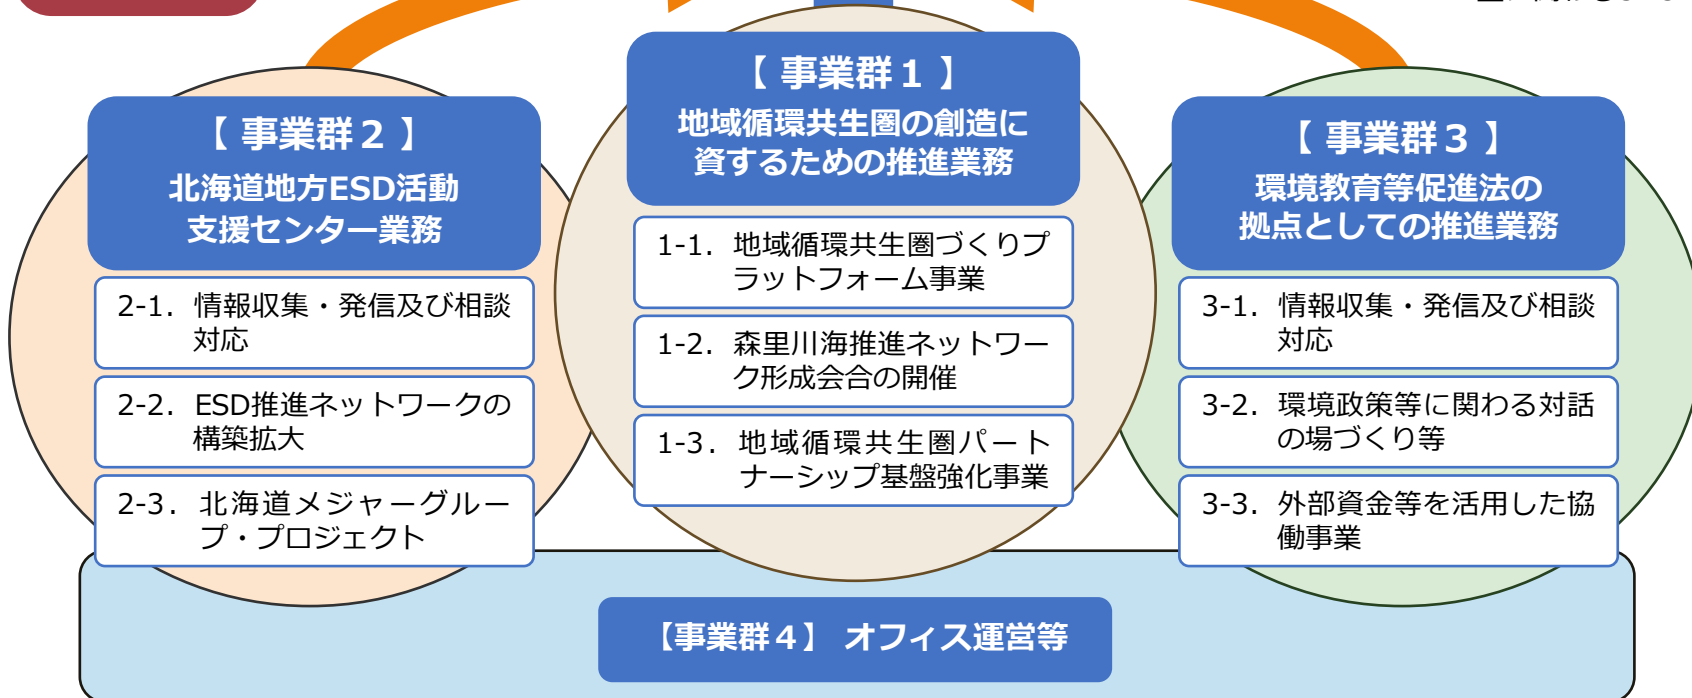 【 事業群１ 】
地域循環共生圏の創造に
資するための推進業務
1-1. 地域循環共生圏づくりプ
ラットフォーム事業
1-2. 森里川海推進ネットワー
ク形成会合の開催
1-3. 地域循環共生圏パート
ナーシップ基盤強化事業
【 事業群２ 】
北海道地方ESD活動
支援センター業務
2-1. 情報収集・発信及び相談
対応
2-2. ESD推進ネットワークの
構築拡大
2-3. 北海道メジャーグルー
プ・プロジェクト
【 事業群３ 】
環境教育等促進法の
拠点としての推進業務
3-1. 情報収集・発信及び相談
対応
3-2. 環境政策等に関わる対話
の場づくり等
3-3. 外部資金等を活用した協
働事業
【事業群４】 オフィス運営等